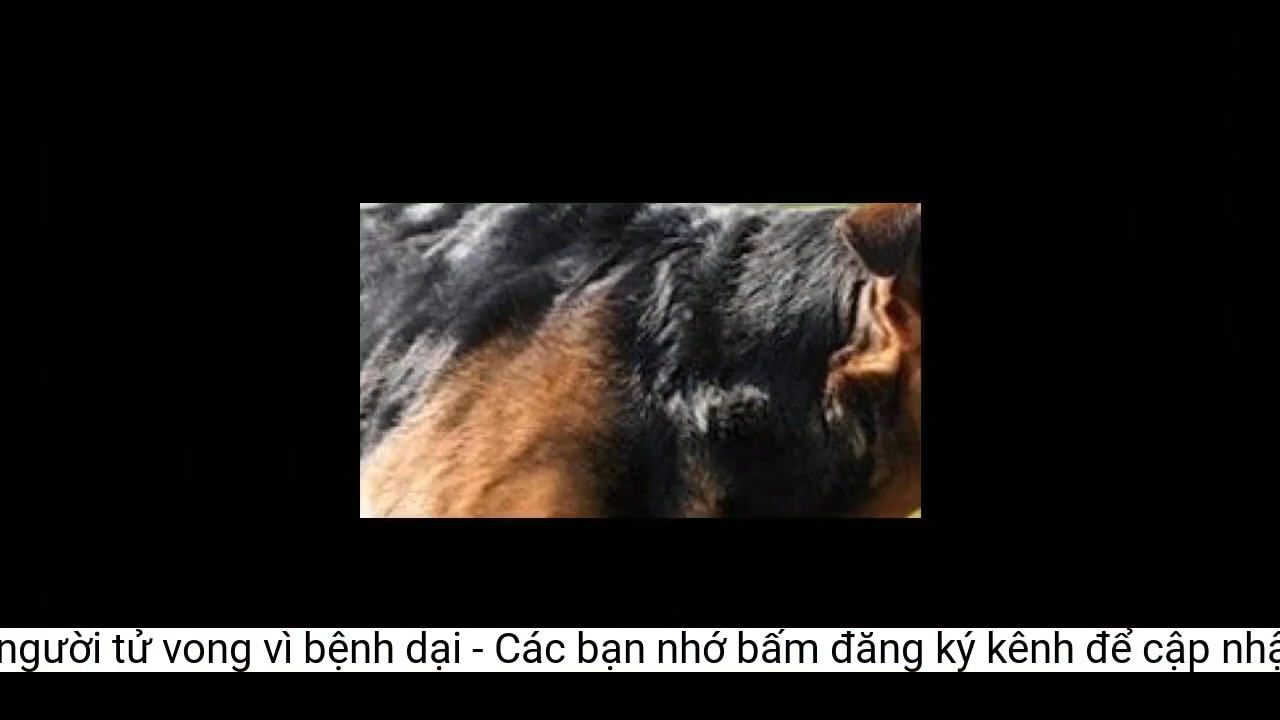 người tử vong vì bệnh dại - Các bạn nhớ bấm đăng ký kênh để cập